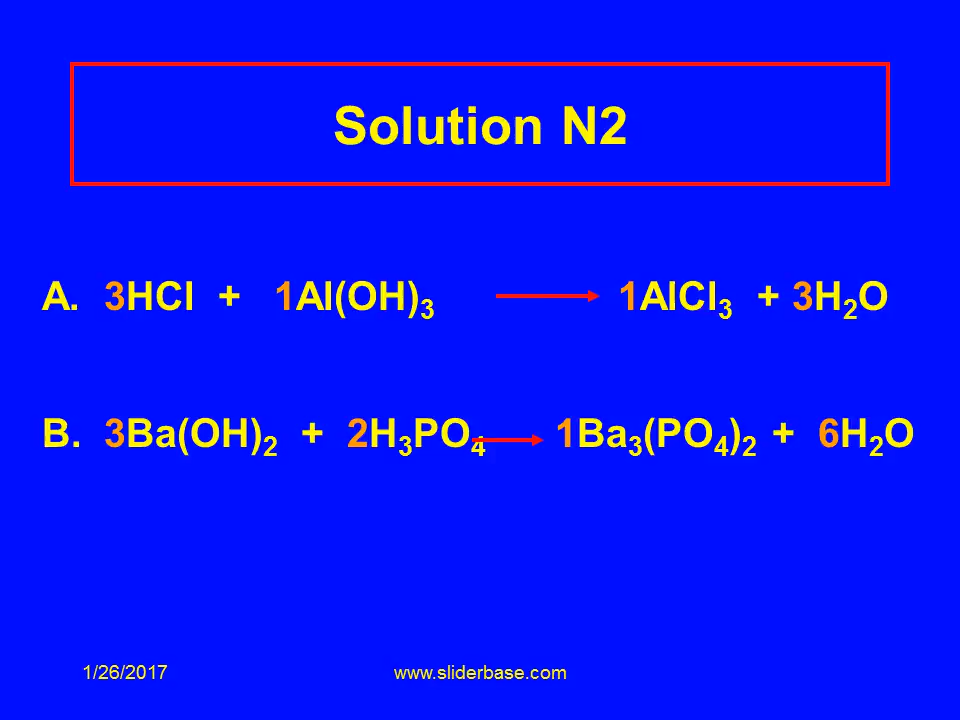 Solution N2
A. 3HCl + 1Al(OH)₃ → 1AlCl₃ + 3H₂O
B. 3Ba(OH)₂ + 2H₃PO₄ → 1Ba₃(PO₄)₂ + 6H₂O
1/26/2017 www.sliderbase.com